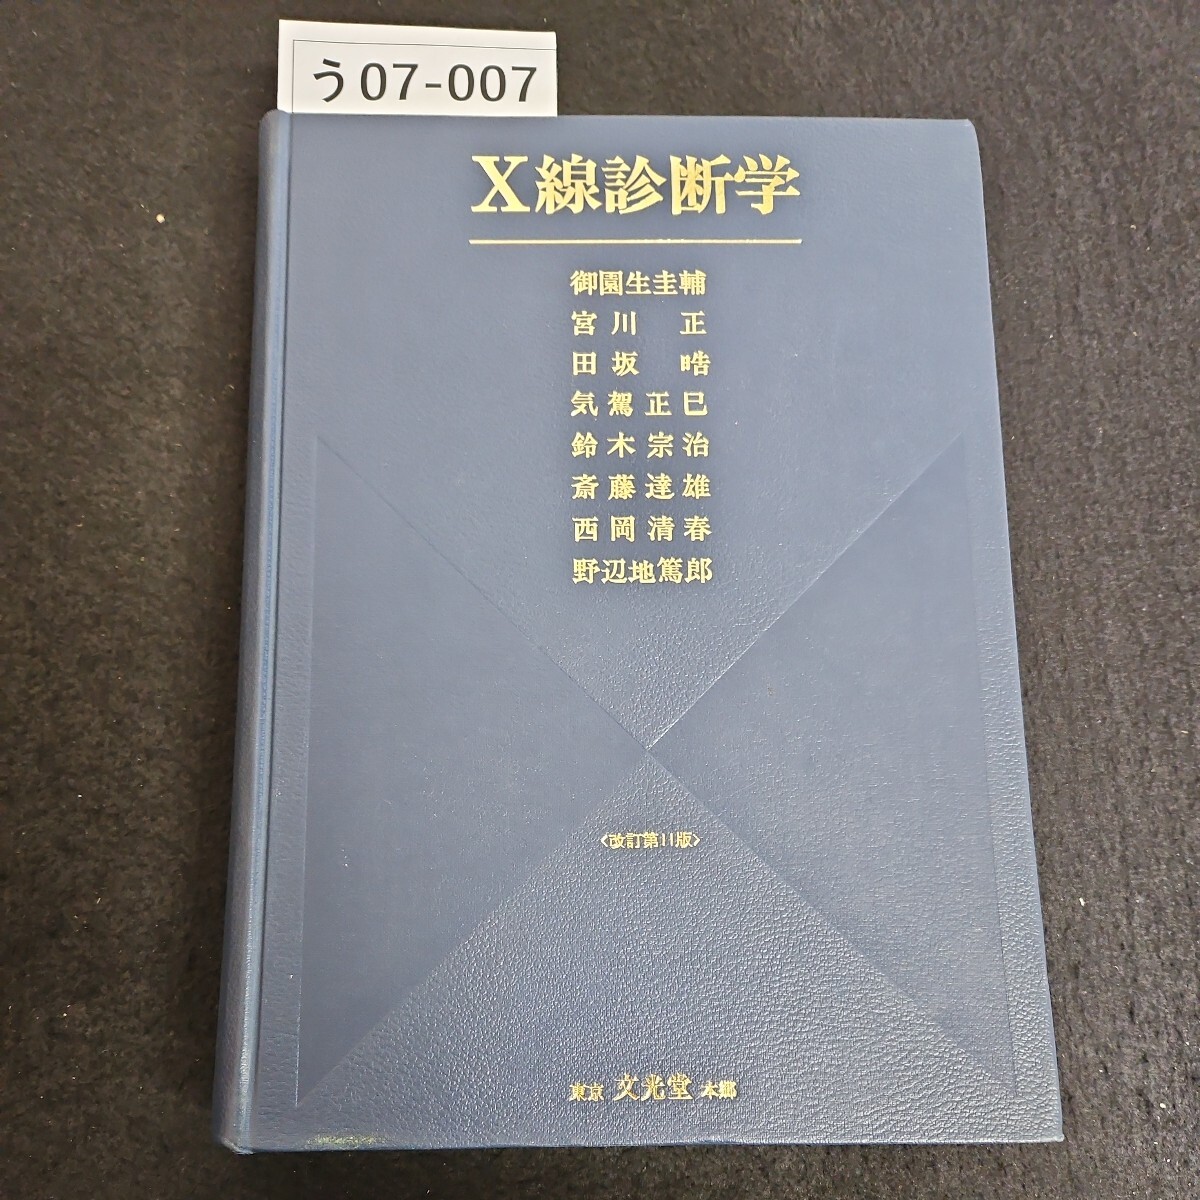 う07-007
X線診断学
御園生圭輔
宮川 正
田坂 晧
気駕正巳
鈴木宗治
斎藤達雄
西岡清春
野辺地篤郎
<改訂第11版>
東京 文光堂 本郷